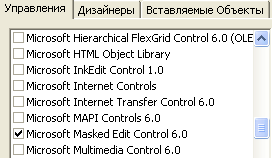 Управления Дизайнеры Вставляемые Объекты
Microsoft Hierarchical FlexGrid Control 6.0 (OLE
Microsoft HTML Object Library
Microsoft InkEdit Control 1.0
Microsoft Internet Controls
Microsoft Internet Transfer Control 6.0
Microsoft MAPI Controls 6.0
Microsoft Masked Edit Control 6.0
Microsoft Multimedia Control 6.0